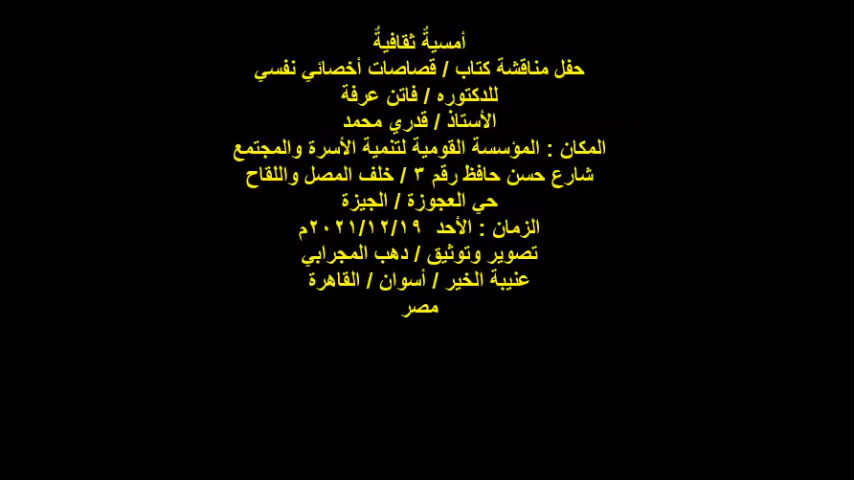 أمسيةٌ ثقافيةٌ
حفل مناقشة كتاب / قصاصات أخصائي نفسي
للدكتوره / فاتن عرفة
الأستاذ / قدري محمد
المكان : المؤسسة القومية لتنمية الأسرة والمجتمع
شارع حسن حافظ رقم ٣ / خلف المصل واللقاح
حي العجوزة / الجيزة
الزمان : الأحد ٢٠٢١/١٢/١٩م
تصوير وتوثيق / دهب المجرابي
عنيبة الخير / أسوان / القاهرة
مصر